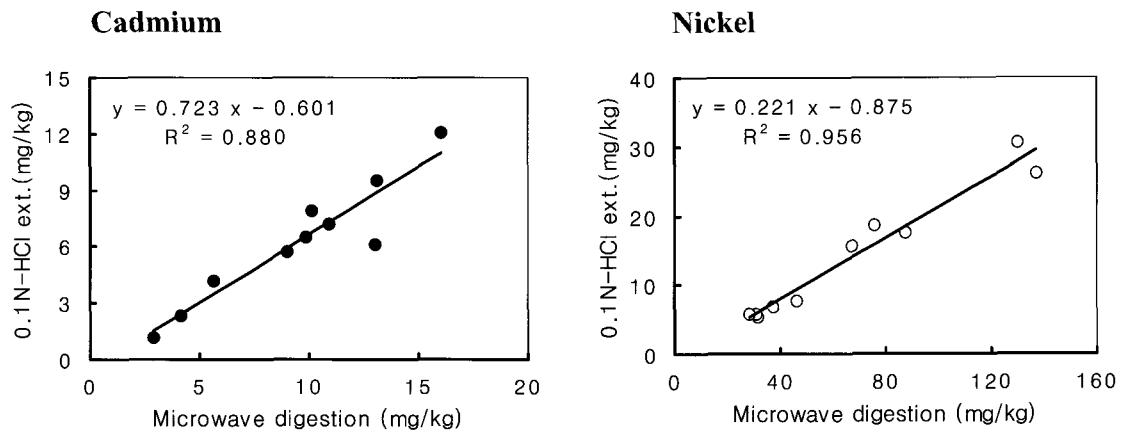 Cadmium
0.1N-HCl ext.(mg/kg)
15
12
9
6
3
0
y = 0.723 x - 0.601
R² = 0.880
0 5 10 15 20
Microwave digestion (mg/kg)
Nickel
0.1N-HCl ext.(mg/kg)
40
30
20
10
0
y = 0.221 x - 0.875
R² = 0.956
0 40 80 120 160
Microwave digestion (mg/kg)